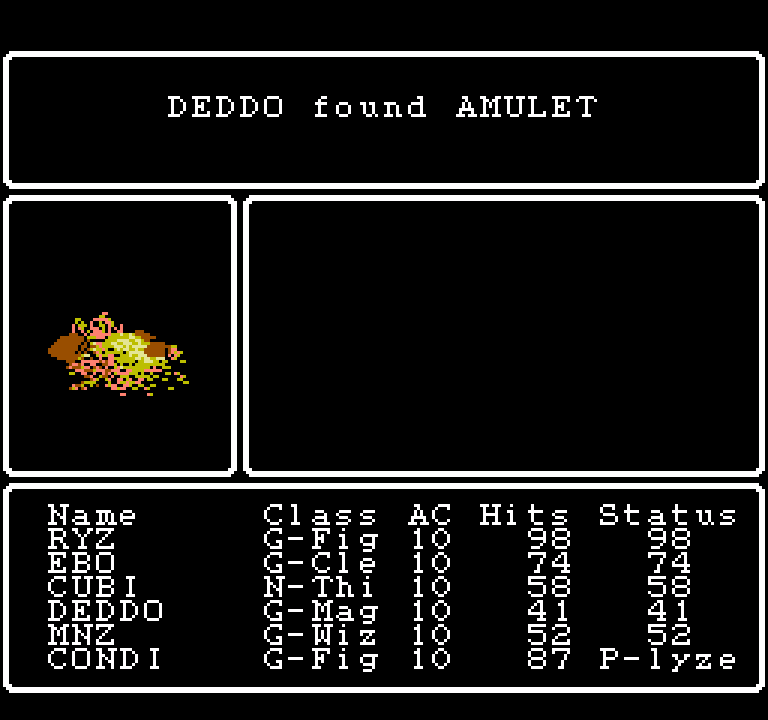 DEDDO found AMULET
Name Class AC Hits Status
RYZ G-Fig 10 98 98
EBO G-Cle 10 74 74
CUBI N-Thi 10 58 58
DEDDO G-Mag 10 41 41
MNZ G-Wiz 10 52 52
CONDI G-Fig 10 87 P-lyze